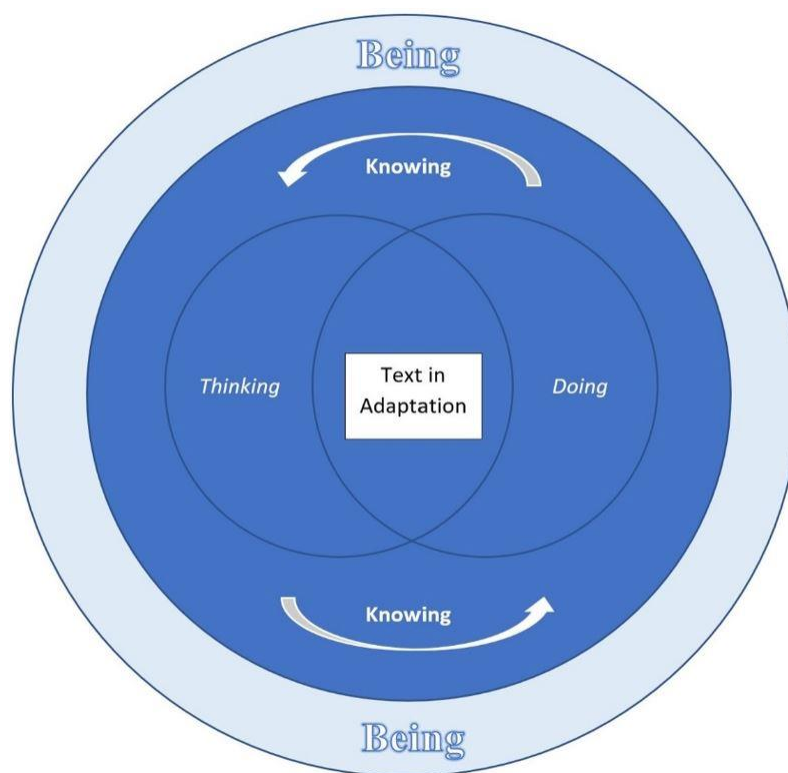 Being
Knowing
Thinking
Text in
Adaptation
Doing
Knowing
Being